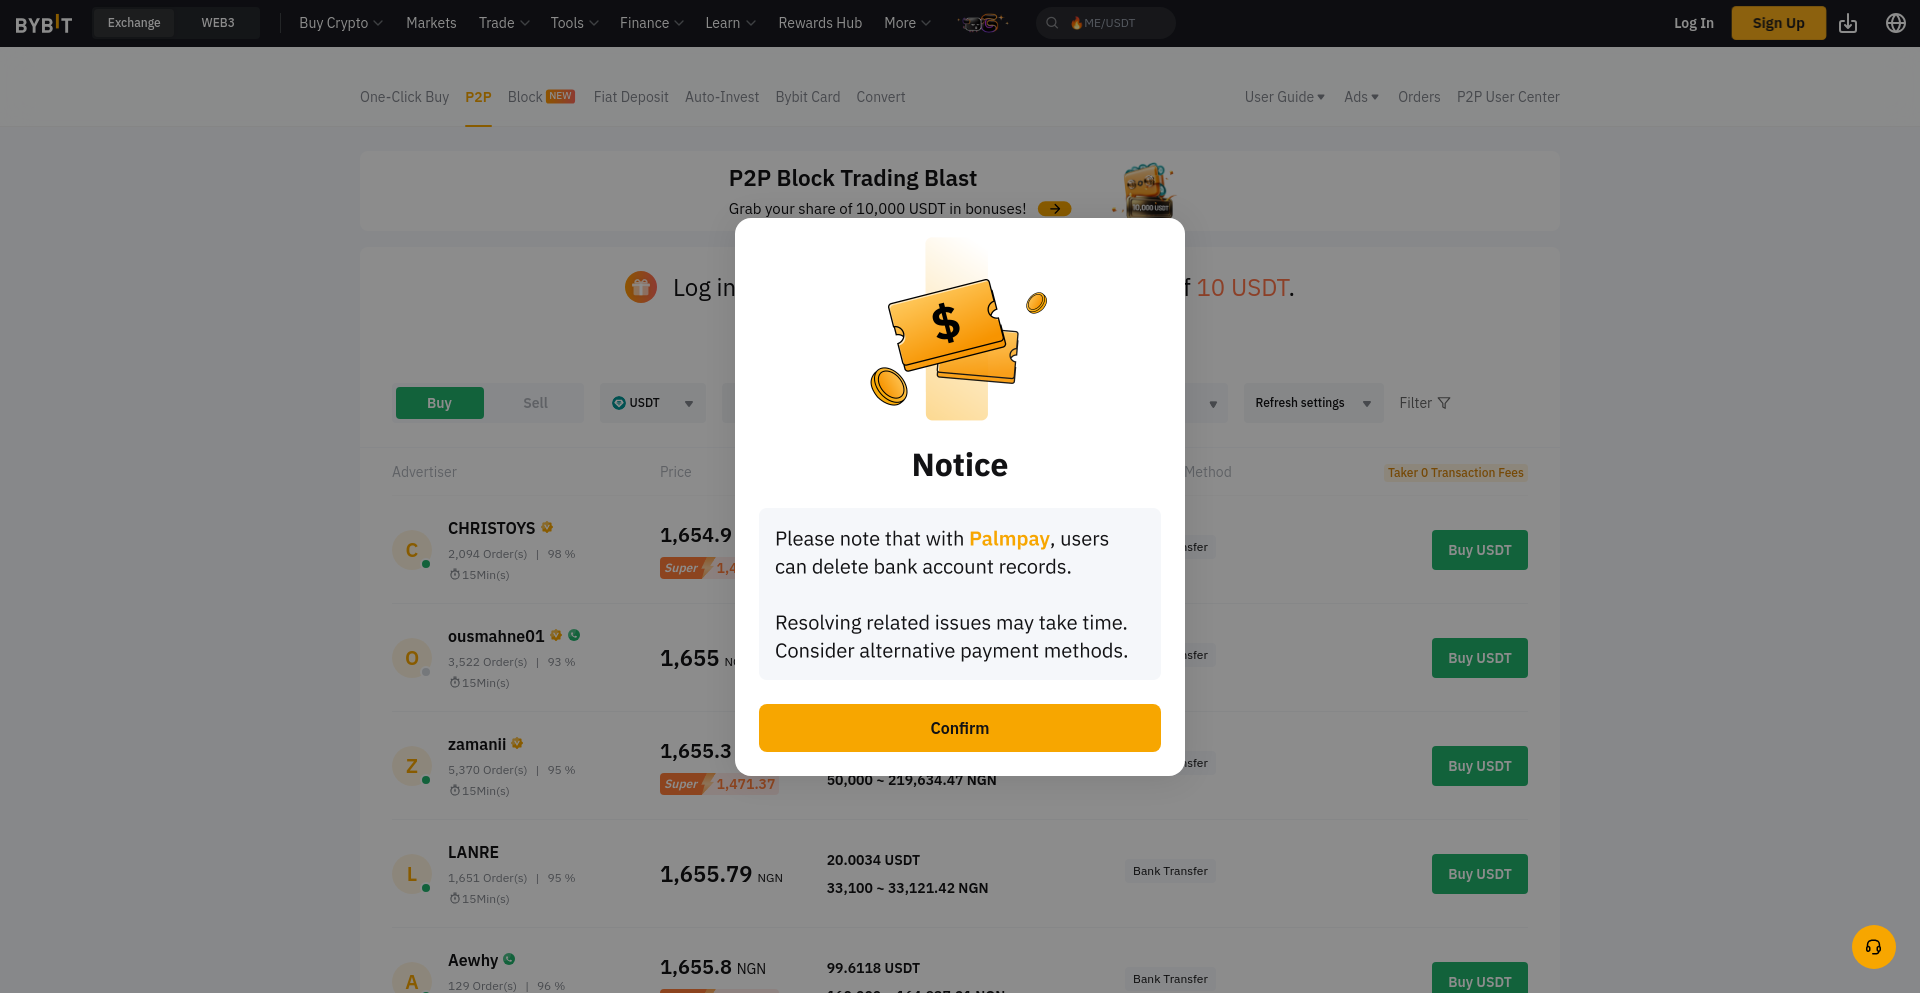 BYBIT Exchange WEB3 Buy Crypto Markets Trade Tools Finance Learn Rewards Hub More ME/USDT Log In Sign Up
One-Click Buy P2P Block NEW Fiat Deposit Auto-Invest Bybit Card Convert User Guide Ads Orders P2P User Center
P2P Block Trading Blast
Grab your share of 10,000 USDT in bonuses!
10,000 USDT
Log in
f 10 USDT.
$
Buy Sell USDT Refresh settings Filter
Notice
Please note that with Palmpay, users
can delete bank account records.
Resolving related issues may take time.
Consider alternative payment methods.
Confirm
Advertiser Price Method Taker 0 Transaction Fees
C CHRISTOYS
2,094 Order(s) | 98 %
15Min(s)
1,654.9
Super
Buy USDT
O ousmahne01
3,522 Order(s) | 93 %
15Min(s)
1,655
Buy USDT
Z zamanii
5,370 Order(s) | 95 %
15Min(s)
1,655.3
Super 1,471.37
50,000 ~ 219,634.47 NGN
Buy USDT
L LANRE
1,651 Order(s) | 95 %
15Min(s)
1,655.79 NGN
20.0034 USDT
33,100 ~ 33,121.42 NGN
Bank Transfer
Buy USDT
A Aewhy
129 Order(s) | 96 %
1,655.8 NGN
99.6118 USDT
Bank Transfer
Buy USDT